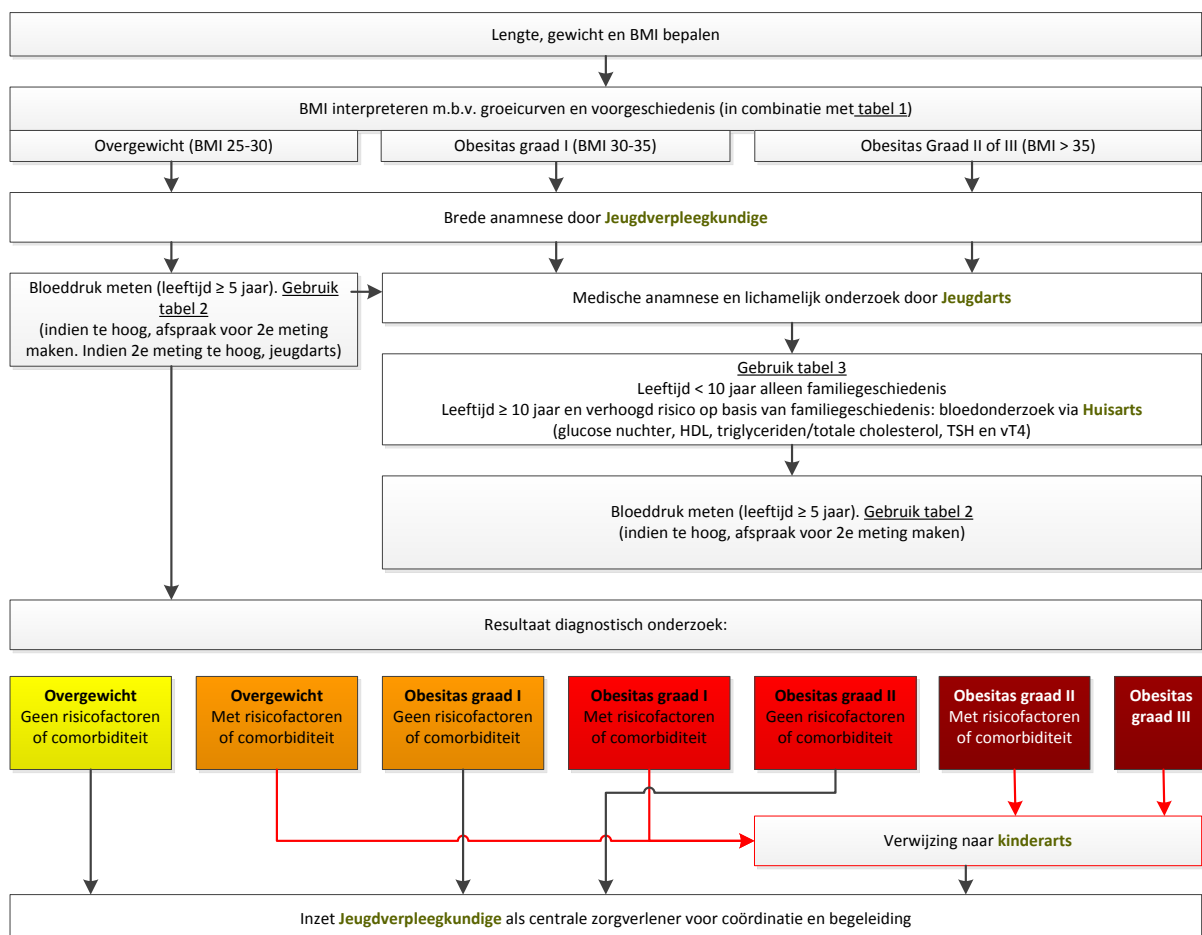 Lengte, gewicht en BMI bepalen
BMI interpreteren m.b.v. groeicurven en voorgeschiedenis (in combinatie met tabel 1)
Overgewicht (BMI 25-30)
Obesitas graad I (BMI 30-35)
Obesitas Graad II of III (BMI > 35)
Brede anamnese door Jeugdverpleegkundige
Bloeddruk meten (leeftijd ≥ 5 jaar). Gebruik
tabel 2
(indien te hoog, afspraak voor 2e meting
maken. Indien 2e meting te hoog, jeugdarts)
Medische anamnese en lichamelijk onderzoek door Jeugdarts
Gebruik tabel 3
Leeftijd < 10 jaar alleen familiegeschiedenis
Leeftijd ≥ 10 jaar en verhoogd risico op basis van familiegeschiedenis: bloedonderzoek via Huisarts
(glucose nuchter, HDL, triglyceriden/totale cholesterol, TSH en vT4)
Bloeddruk meten (leeftijd ≥ 5 jaar). Gebruik tabel 2
(indien te hoog, afspraak voor 2e meting maken)
Resultaat diagnostisch onderzoek:
Overgewicht
Geen risicofactoren
of comorbiditeit
Overgewicht
Met risicofactoren
of comorbiditeit
Obesitas graad I
Geen risicofactoren
of comorbiditeit
Obesitas graad I
Met risicofactoren
of comorbiditeit
Obesitas graad II
Geen risicofactoren
of comorbiditeit
Obesitas graad II
Met risicofactoren
of comorbiditeit
Obesitas
graad III
Verwijzing naar kinderarts
Inzet Jeugdverpleegkundige als centrale zorgverlener voor coördinatie en begeleiding